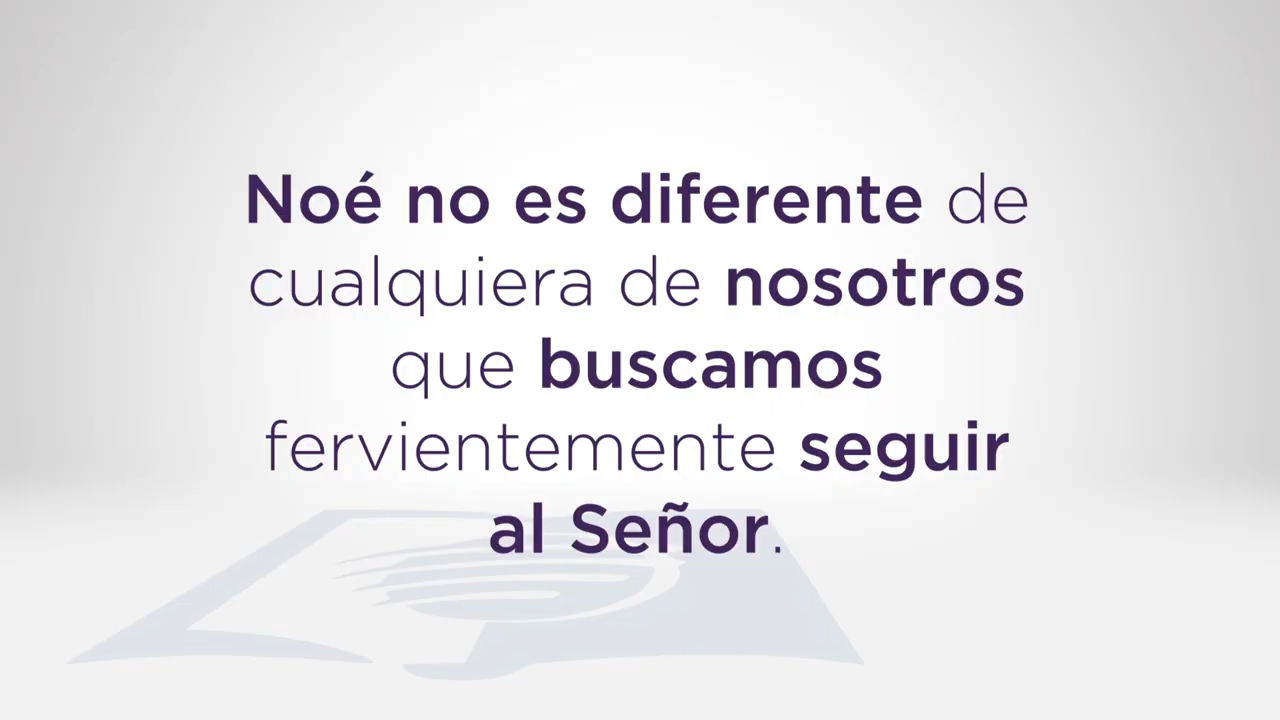 Noé no es diferente de
cualquiera de nosotros
que buscamos
fervientemente seguir
al Señor.